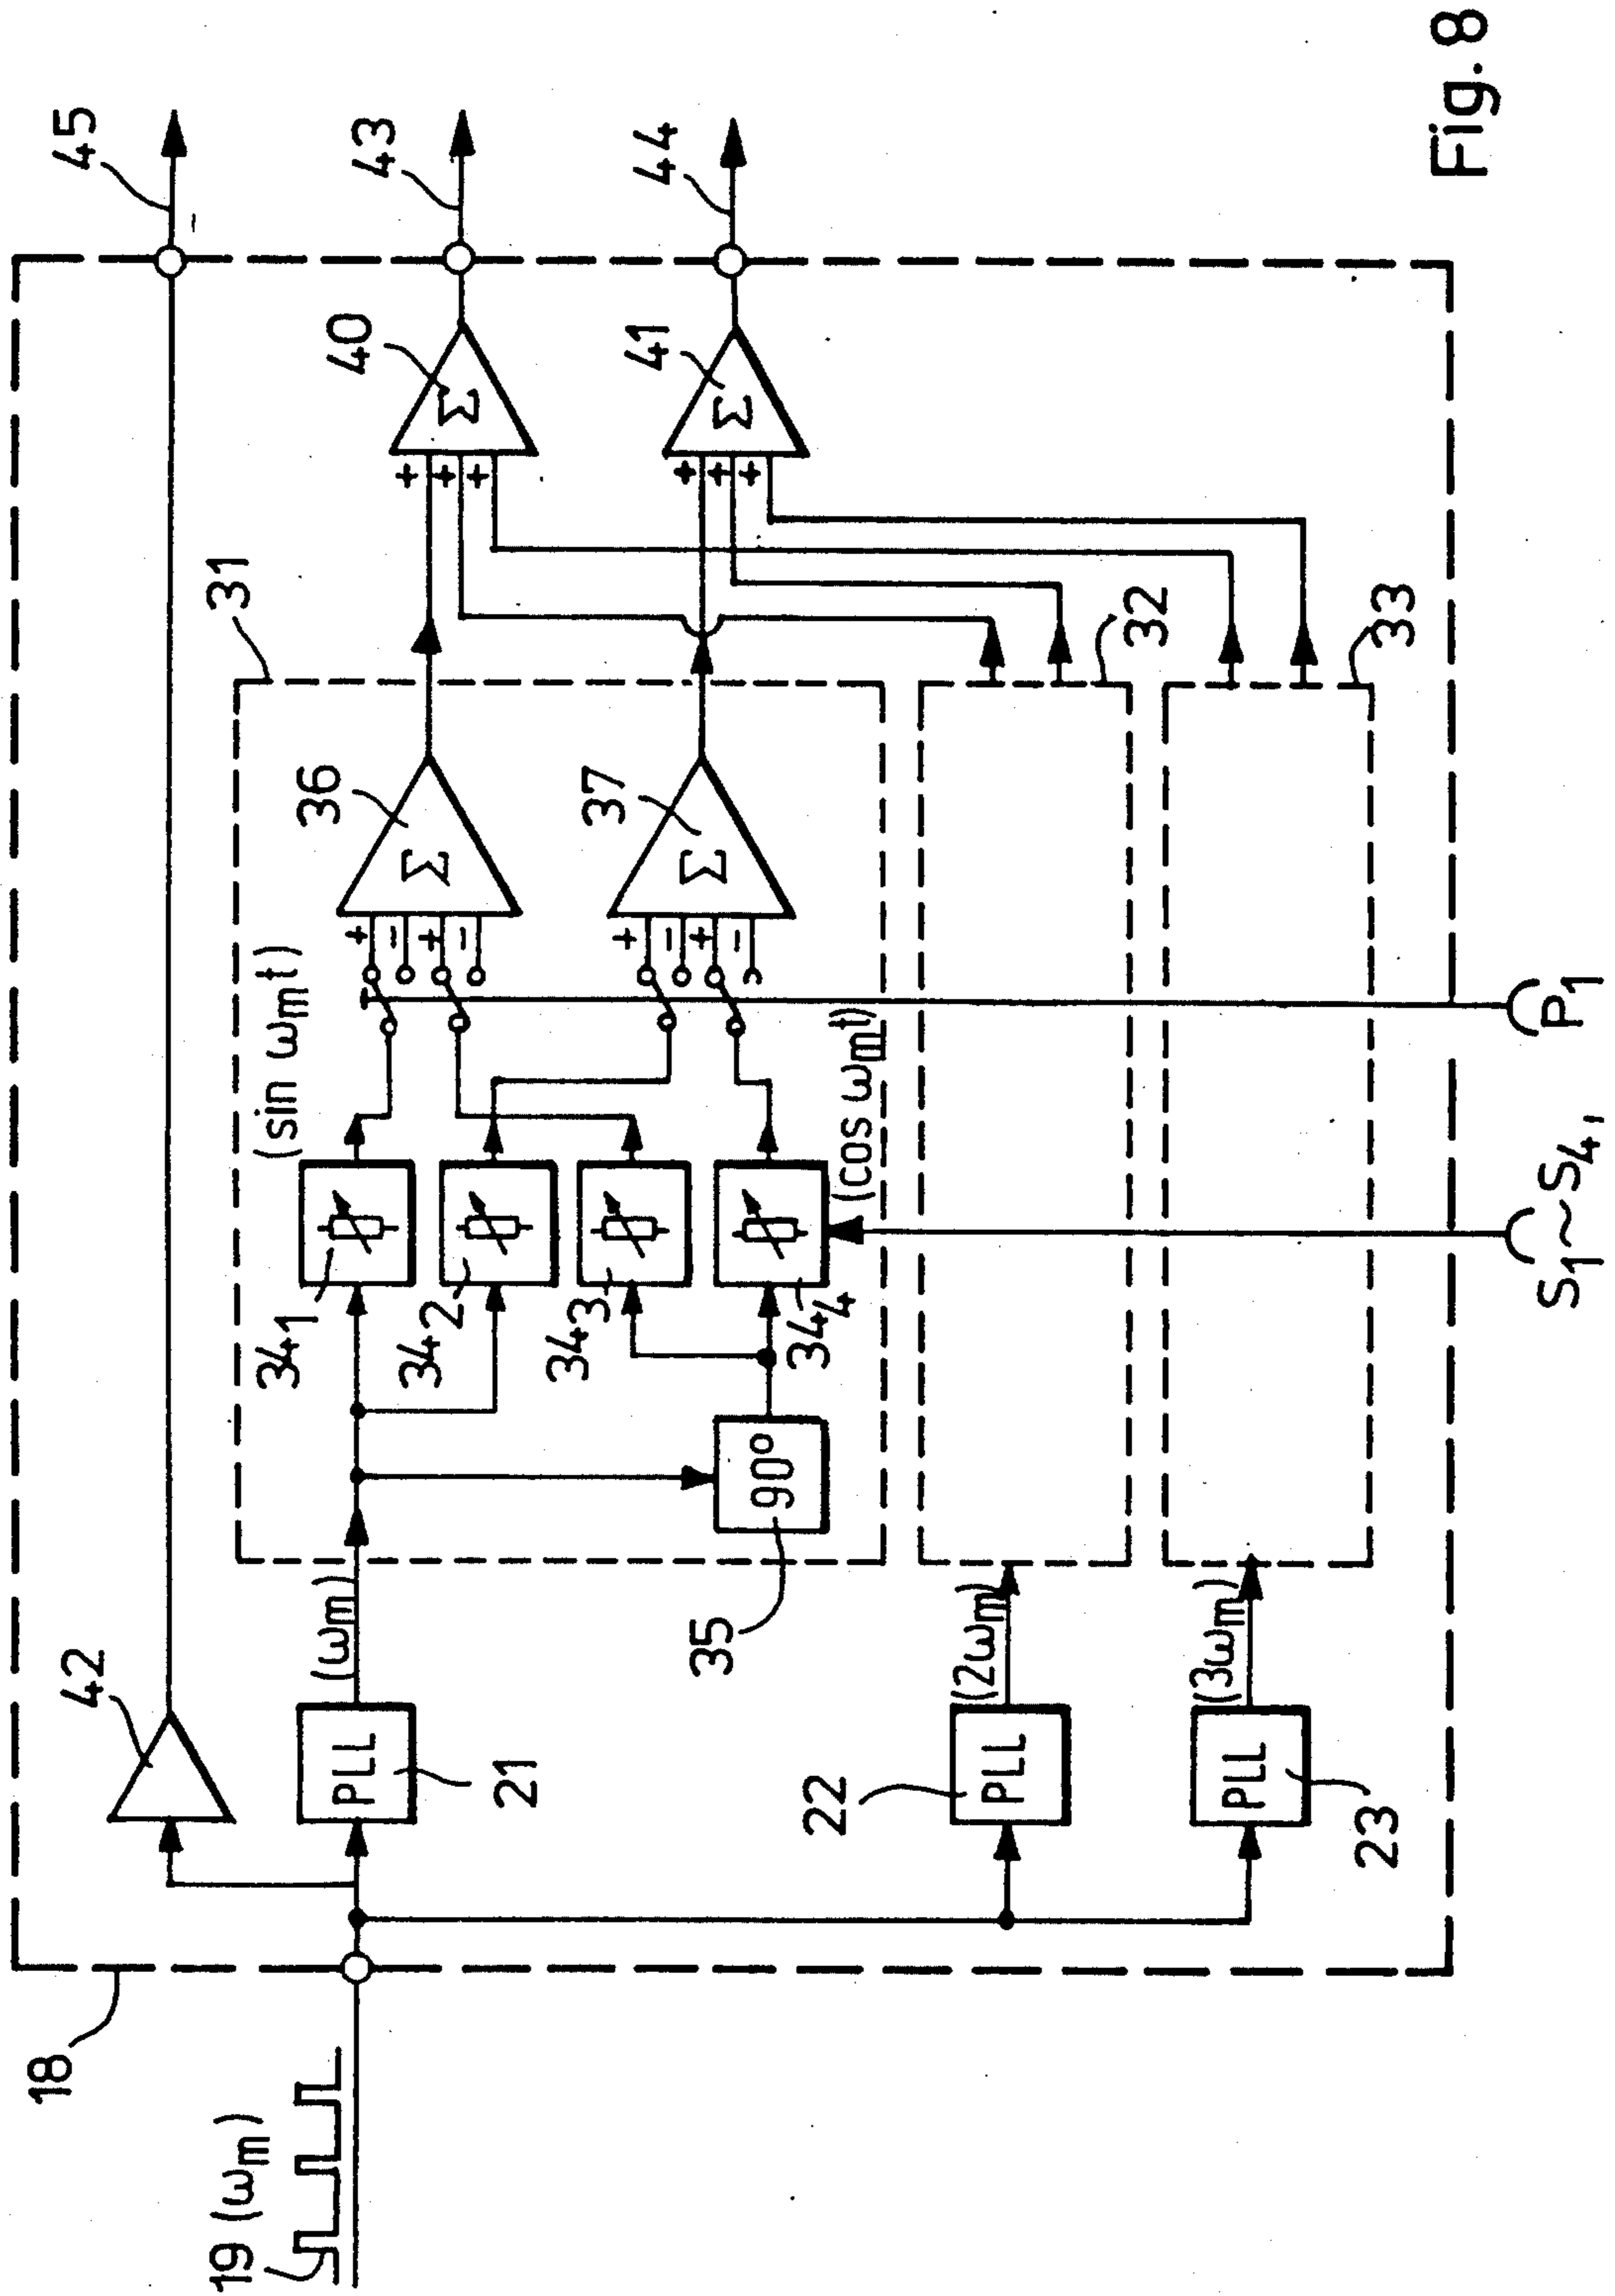 18
19 (ωm)
42
45
PLL
21
(ωm)
31
35
90°
34₁
34₂
34₃
34₄
(sin ωmt)
(cos ωmt)
+
−
+
−
Σ
36
+
−
+
−
Σ
37
+
+
+
Σ
40
43
+
+
+
Σ
41
44
PLL
22
(2ωm)
32
PLL
23
(3ωm)
33
S₁~S₄,
P₁
Fig. 8